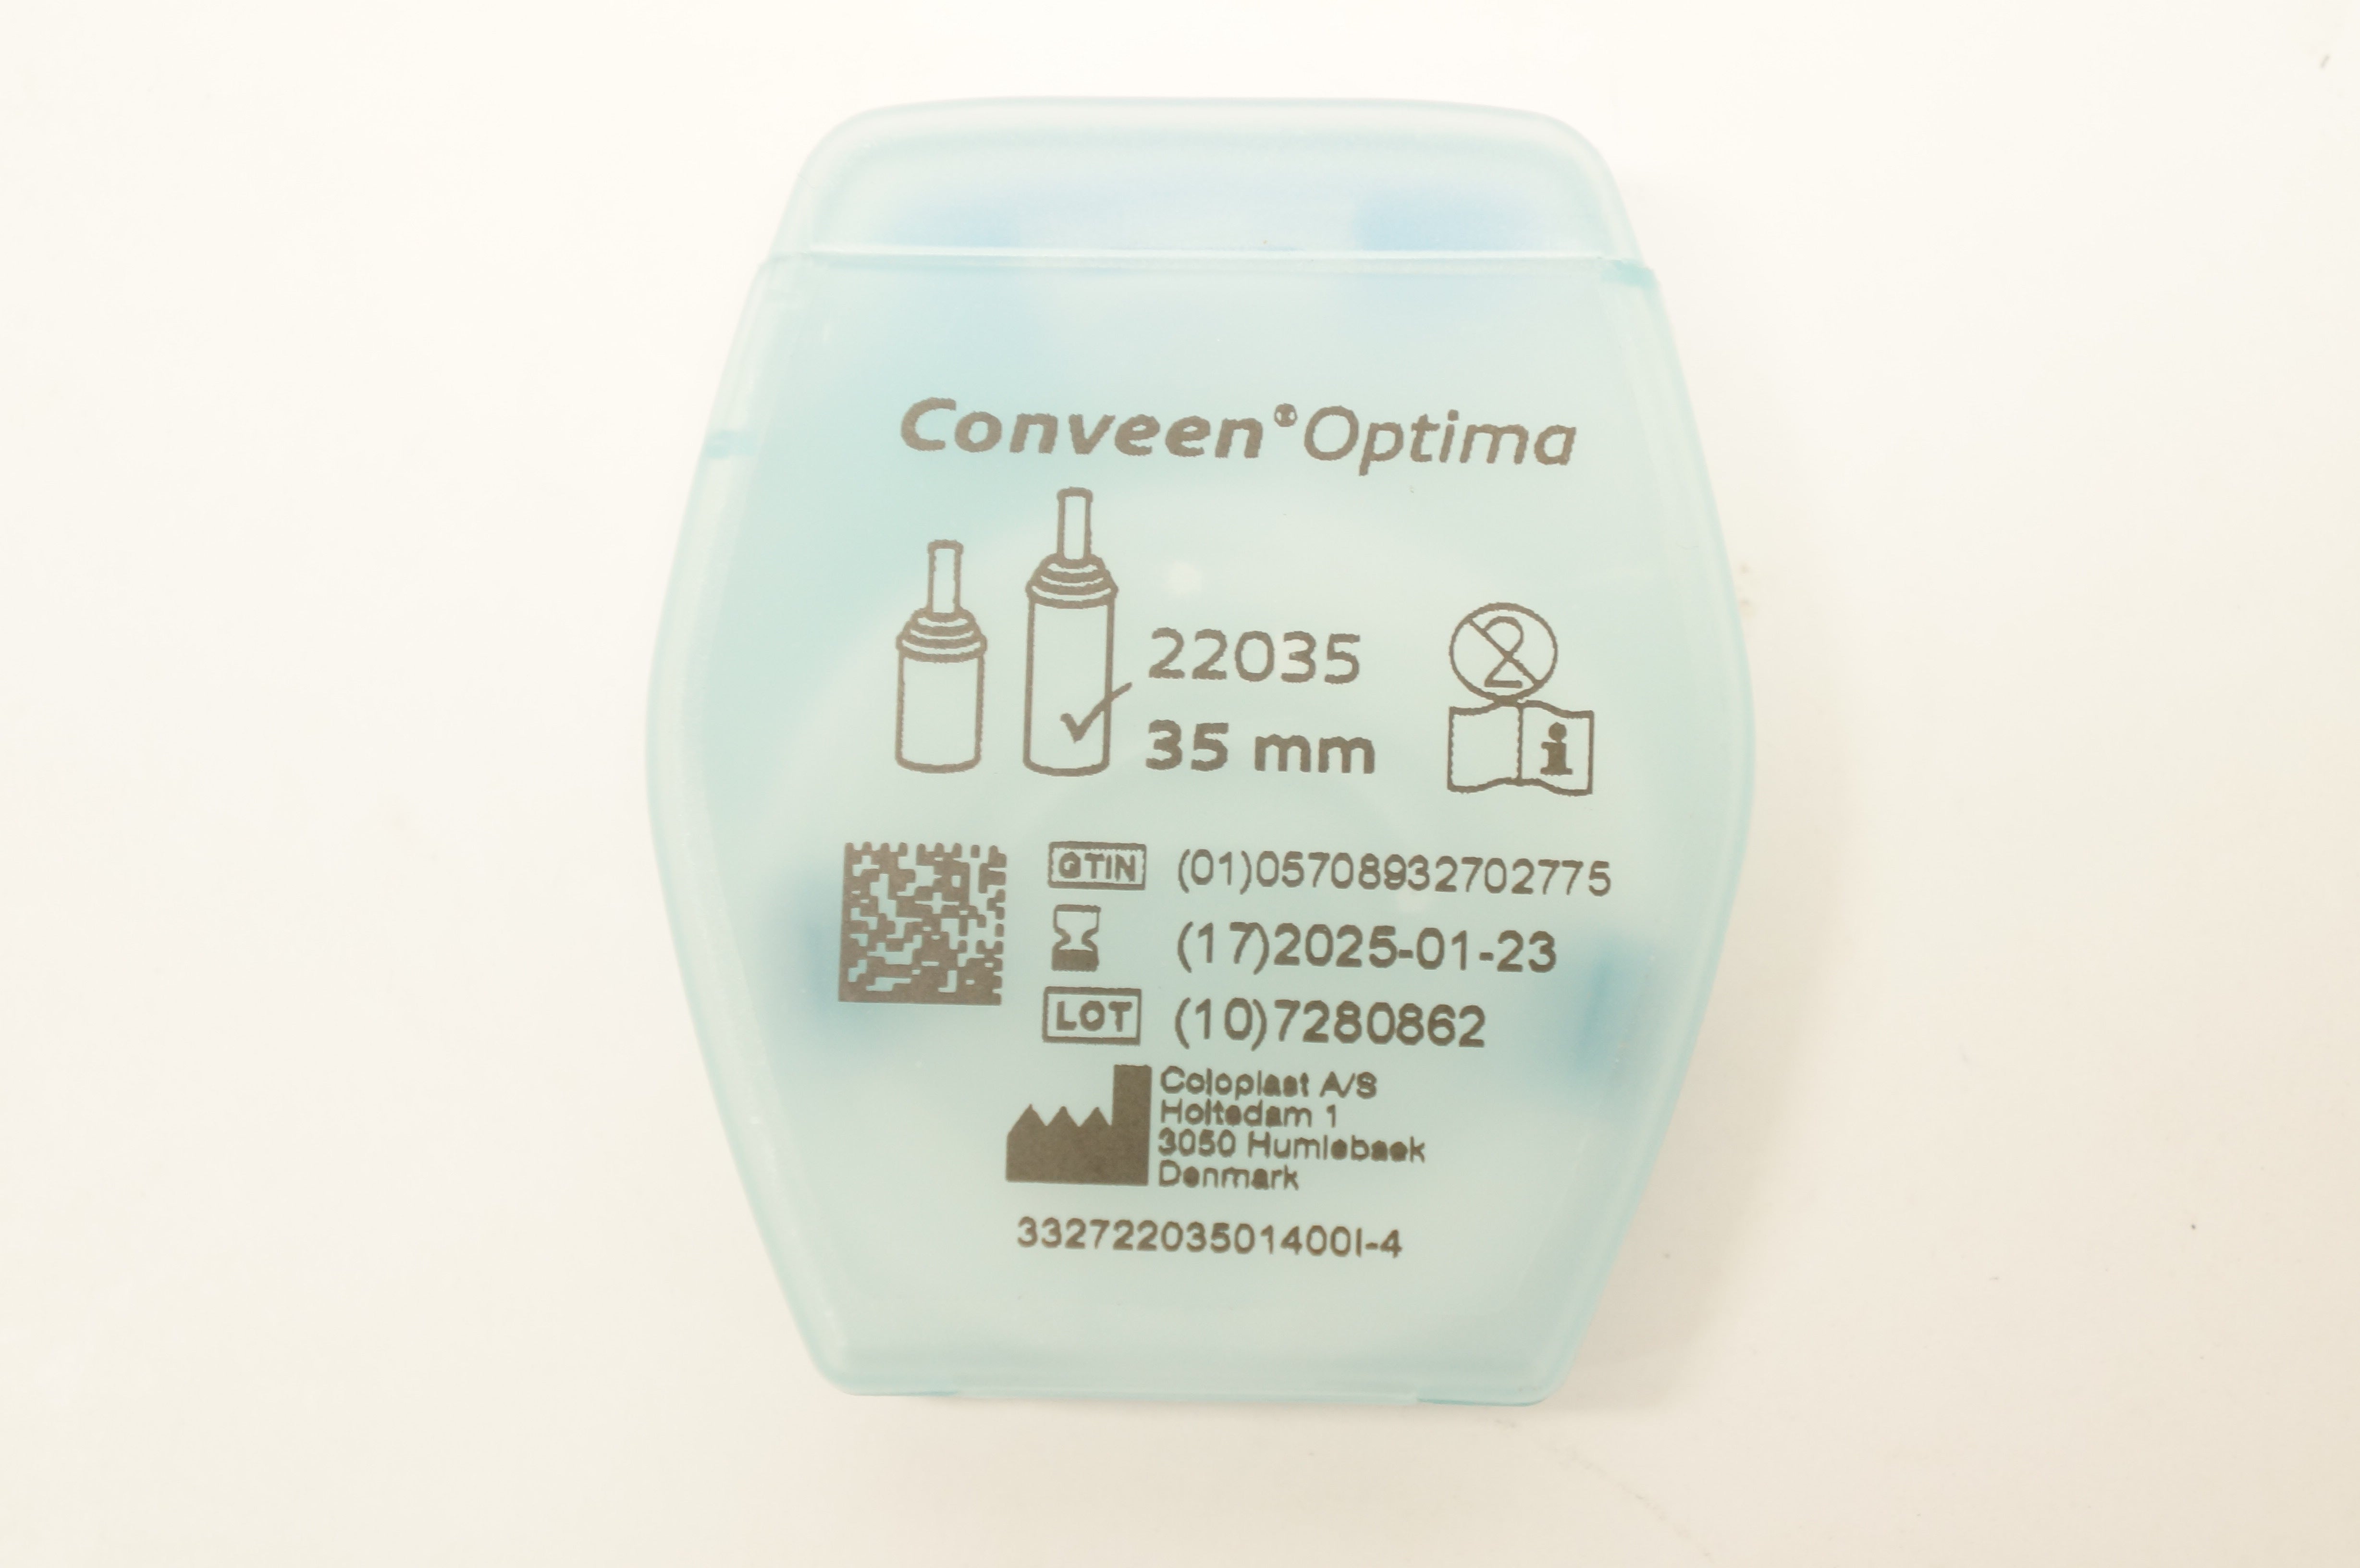 Conveen® Optima
22035
2
35 mm
i
GTIN (01)05708932702775
(17)2025-01-23
LOT (10)7280862
Coloplast A/S
Holtedam 1
3050 Humlebaek
Denmark
33272203501400I-4